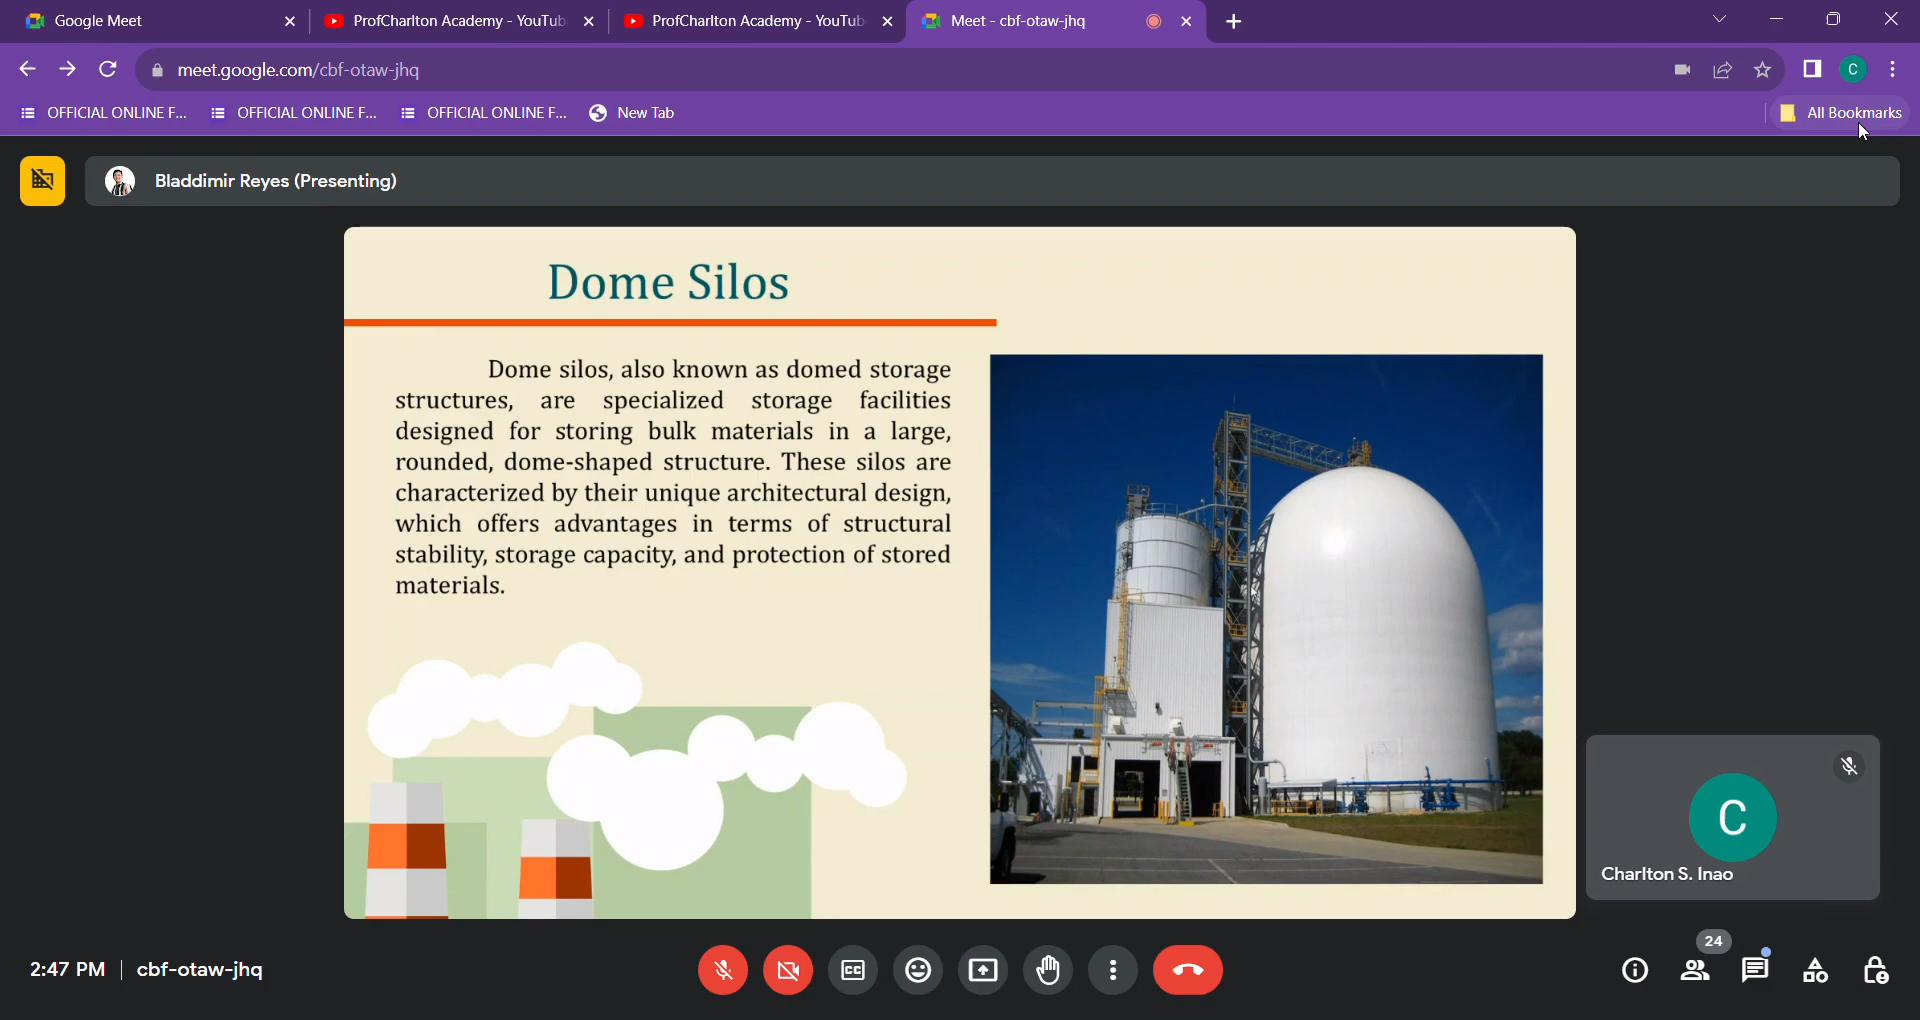 Google Meet
ProfCharlton Academy - YouTub
ProfCharlton Academy - YouTub
Meet - cbf-otaw-jhq
meet.google.com/cbf-otaw-jhq
C
OFFICIAL ONLINE F...
OFFICIAL ONLINE F...
OFFICIAL ONLINE F...
New Tab
All Bookmarks
Bladdimir Reyes (Presenting)
Dome Silos
Dome silos, also known as domed storage
structures, are specialized storage facilities
designed for storing bulk materials in a large,
rounded, dome-shaped structure. These silos are
characterized by their unique architectural design,
which offers advantages in terms of structural
stability, storage capacity, and protection of stored
materials.
C
Charlton S. Inao
2:47 PM | cbf-otaw-jhq
CC
24